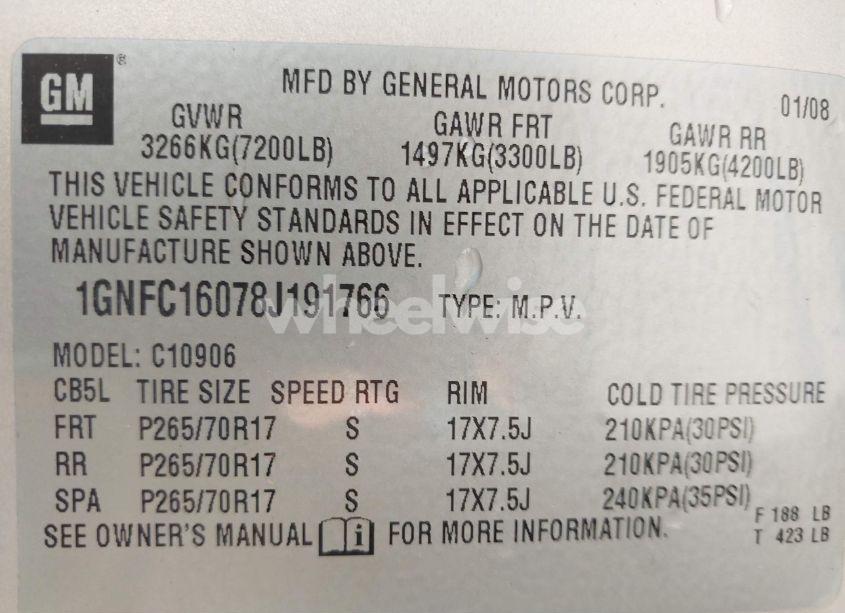 GM ®
MFD BY GENERAL MOTORS CORP.
01/08
GVWR GAWR FRT GAWR RR
3266KG(7200LB) 1497KG(3300LB) 1905KG(4200LB)
THIS VEHICLE CONFORMS TO ALL APPLICABLE U.S. FEDERAL MOTOR
VEHICLE SAFETY STANDARDS IN EFFECT ON THE DATE OF
MANUFACTURE SHOWN ABOVE.
1GNFC16078J191766 TYPE: M.P.V.
wheelwise
MODEL: C10906
CB5L TIRE SIZE SPEED RTG RIM COLD TIRE PRESSURE
FRT P265/70R17 S 17X7.5J 210KPA(30PSI)
RR P265/70R17 S 17X7.5J 210KPA(30PSI)
SPA P265/70R17 S 17X7.5J 240KPA(35PSI)
SEE OWNER'S MANUAL i FOR MORE INFORMATION.
F 188 LB
T 423 LB